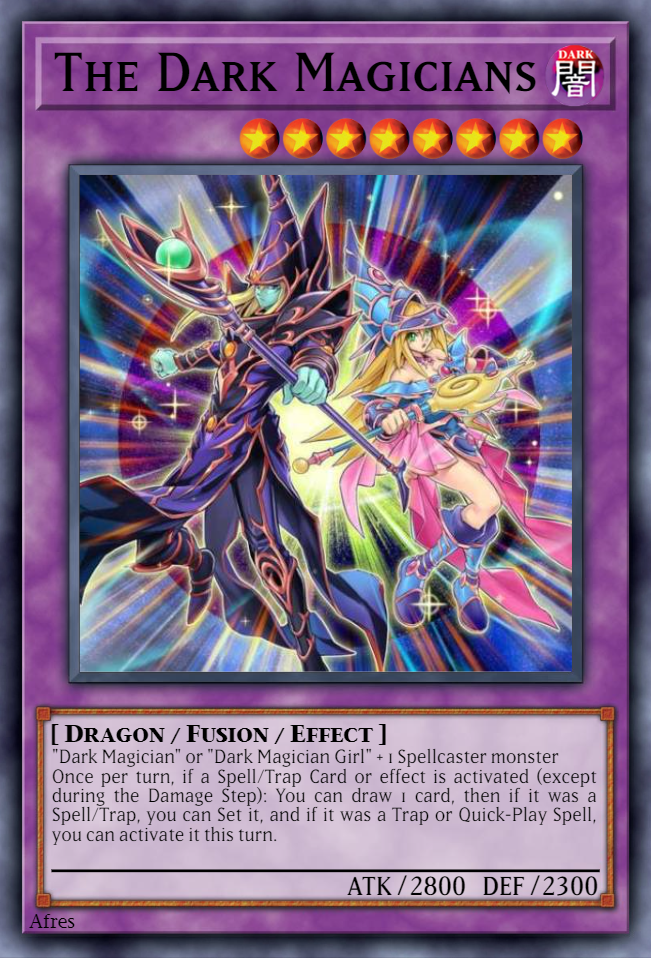 The Dark Magicians
DARK
闇
[ Dragon / Fusion / Effect ]
"Dark Magician" or "Dark Magician Girl" + 1 Spellcaster monster
Once per turn, if a Spell/Trap Card or effect is activated (except
during the Damage Step): You can draw 1 card, then if it was a
Spell/Trap, you can Set it, and if it was a Trap or Quick-Play Spell,
you can activate it this turn.
ATK/2800 DEF/2300
Afres